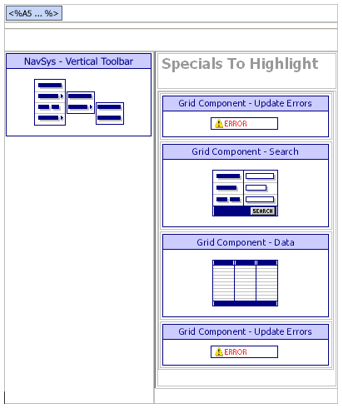 <%A5 ... %>
NavSys - Vertical Toolbar
Specials To Highlight
Grid Component - Update Errors
ERROR
Grid Component - Search
SEARCH
Grid Component - Data
Grid Component - Update Errors
ERROR